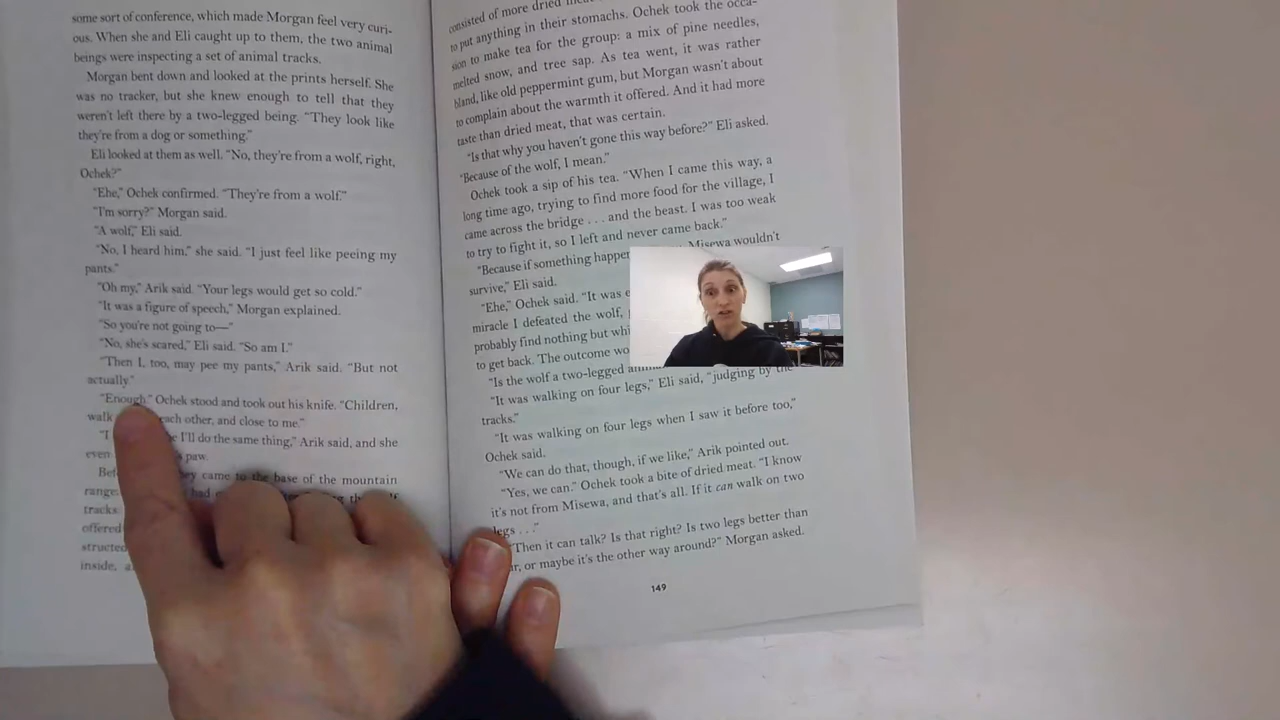 some sort of conference, which made Morgan feel very curi-
ous. When she and Eli caught up to them, the two animal
beings were inspecting a set of animal tracks.
Morgan bent down and looked at the prints herself. She
was no tracker, but she knew enough to tell that they
weren't left there by a two-legged being. "They look like
they're from a dog or something."
Eli looked at them as well. "No, they're from a wolf, right,
Ochek?"
"Ehe," Ochek confirmed. "They're from a wolf."
"I'm sorry?" Morgan said.
"A wolf," Eli said.
"No, I heard him," she said. "I just feel like peeing my
pants."
"Oh my," Arik said. "Your legs would get so cold."
"It was a figure of speech," Morgan explained.
"So you're not going to—"
"No, she's scared," Eli said. "So am I."
"Then I, too, may pee my pants," Arik said. "But not
actually."
"Enough." Ochek stood and took out his knife. "Children,
walk each other, and close to me."
"I I'll do the same thing," Arik said, and she
even paw.
they came to the base of the mountain
range. had
tracks
offered
inside,
consisted of more dried
to put anything in their stomachs. Ochek took the occa-
sion to make tea for the group: a mix of pine needles,
melted snow, and tree sap. As tea went, it was rather
bland, like old peppermint gum, but Morgan wasn't about
to complain about the warmth it offered. And it had more
taste than dried meat, that was certain.
"Is that why you haven't gone this way before?" Eli asked.
"Because of the wolf, I mean."
Ochek took a sip of his tea. "When I came this way, a
long time ago, trying to find more food for the village, I
came across the bridge . . . and the beast. I was too weak
to try to fight it, so I left and never came back."
"Because if something Misewa wouldn't
survive," Eli said.
"Ehe," Ochek said. "It was
miracle I defeated the wolf,
probably find nothing but
to get back. The outcome
"Is the wolf a two-legged
"It was walking on four legs," Eli said, "judging by the
tracks."
"It was walking on four legs when I saw it before too,"
Ochek said.
"We can do that, though, if we like," Arik pointed out.
"Yes, we can." Ochek took a bite of dried meat. "I know
it's not from Misewa, and that's all. If it can walk on two
legs . . ."
"Then it can talk? Is that right? Is two legs better than
or maybe it's the other way around?" Morgan asked.
149